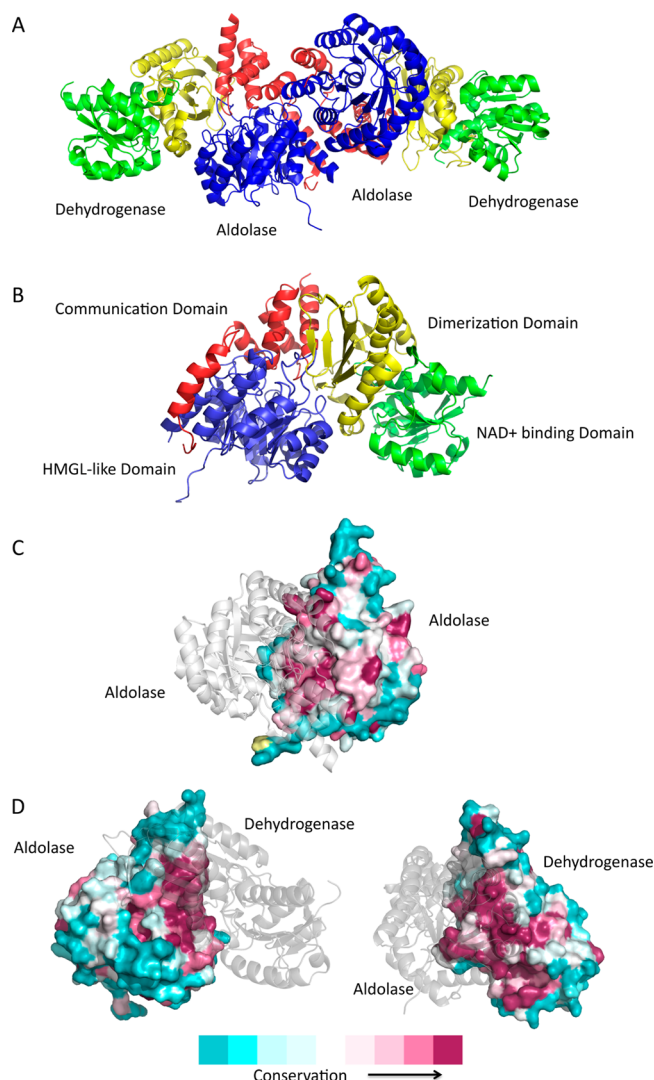 A
Dehydrogenase
Aldolase
Aldolase
Dehydrogenase
B
Communication Domain
Dimerization Domain
NAD+ binding Domain
HMGL-like Domain
C
Aldolase
Aldolase
D
Dehydrogenase
Aldolase
Dehydrogenase
Aldolase
Conservation